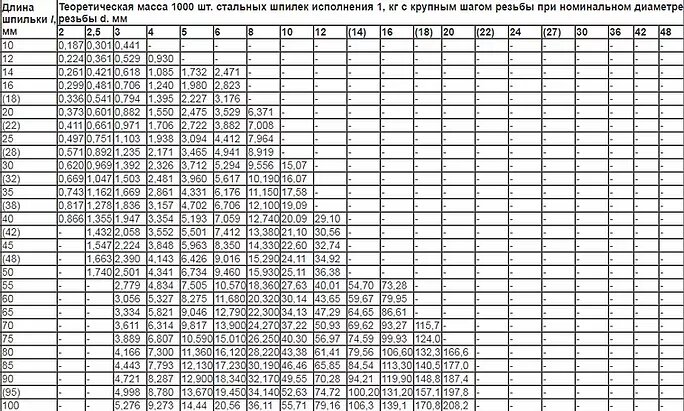 Длина шпильки l, мм | Теоретическая масса 1000 шт. стальных шпилек исполнения 1, кг с крупным шагом резьбы при номинальном диаметре резьбы d. мм
2 2,5 3 4 5 6 8 10 12 (14) 16 (18) 20 (22) 24 (27) 30 36 42 48
10 0,187 0,301 0,441 - - - - - - - - - - - - - - - - -
12 0,224 0,361 0,529 0,930 - - - - - - - - - - - - - - - -
14 0,261 0,421 0,618 1,085 1,732 2,471 - - - - - - - - - - - - - -
16 0,299 0,481 0,706 1,240 1,980 2,823 - - - - - - - - - - - - - -
(18) 0,336 0,541 0,794 1,395 2,227 3,176 - - - - - - - - - - - - - -
20 0,373 0,601 0,882 1,550 2,475 3,529 6,371 - - - - - - - - - - - - -
(22) 0,411 0,661 0,971 1,706 2,722 3,882 7,008 - - - - - - - - - - - - -
25 0,497 0,751 1,103 1,938 3,094 4,412 7,964 - - - - - - - - - - - - -
(28) 0,571 0,892 1,235 2,171 3,465 4,941 8,919 - - - - - - - - - - - - -
30 0,620 0,969 1,392 2,326 3,712 5,294 9,556 15,07 - - - - - - - - - - - -
(32) 0,669 1,047 1,503 2,481 3,960 5,617 10,190 16,07 - - - - - - - - - - - -
35 0,743 1,162 1,669 2,861 4,331 6,176 11,150 17,58 - - - - - - - - - - - -
(38) 0,817 1,278 1,836 3,157 4,702 6,706 12,100 19,09 - - - - - - - - - - - -
40 0,866 1,355 1,947 3,354 5,193 7,059 12,740 20,09 29,10 - - - - - - - - - - -
(42) - 1,432 2,058 3,552 5,501 7,412 13,380 21,10 30,56 - - - - - - - - - - -
45 - 1,547 2,224 3,848 5,963 8,350 14,330 22,60 32,74 - - - - - - - - - - -
(48) - 1,663 2,390 4,143 6,426 9,016 15,290 24,11 34,92 - - - - - - - - - - -
50 - 1,740 2,501 4,341 6,734 9,460 15,930 25,11 36,38 - - - - - - - - - - -
55 - - 2,779 4,834 7,505 10,570 18,360 27,63 40,01 54,70 73,28 - - - - - - - - -
60 - - 3,056 5,327 8,275 11,680 20,320 30,14 43,65 59,67 79,95 - - - - - - - - -
65 - - 3,334 5,821 9,046 12,790 22,300 34,13 47,29 64,65 86,61 - - - - - - - - -
70 - - 3,611 6,314 9,817 13,900 24,270 37,22 50,93 69,62 93,27 115,7 - - - - - - - -
75 - - 3,889 6,807 10,590 15,010 26,250 40,30 56,97 74,59 99,93 124,0 - - - - - - - -
80 - - 4,166 7,300 11,360 16,120 28,220 43,38 61,41 79,56 106,60 132,3 166,6 - - - - - - -
85 - - 4,443 7,793 12,130 17,230 30,190 46,46 65,85 84,54 113,30 140,5 177,0 - - - - - - -
90 - - 4,721 8,287 12,900 18,340 32,170 49,55 70,28 94,21 119,90 148,8 187,4 - - - - - - -
(95) - - 4,998 8,780 13,670 19,450 34,140 52,63 74,72 100,20 131,20 157,1 197,8 - - - - - - -
100 - - 5,276 9,273 14,44 20,56 36,11 55,71 79,16 106,3 139,1 170,8 208,2 - - - - - - -